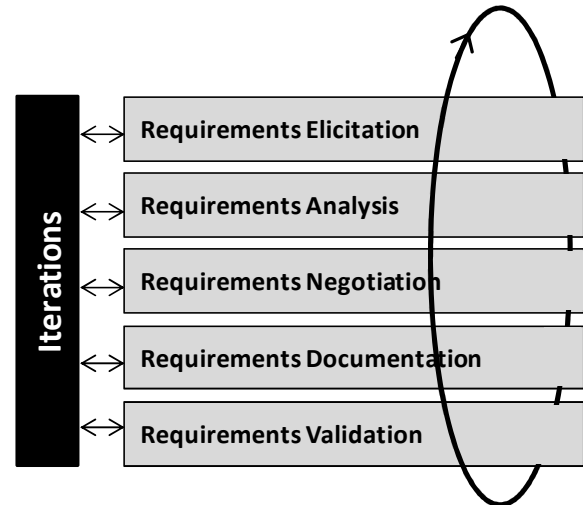 Iterations
Requirements Elicitation
Requirements Analysis
Requirements Negotiation
Requirements Documentation
Requirements Validation